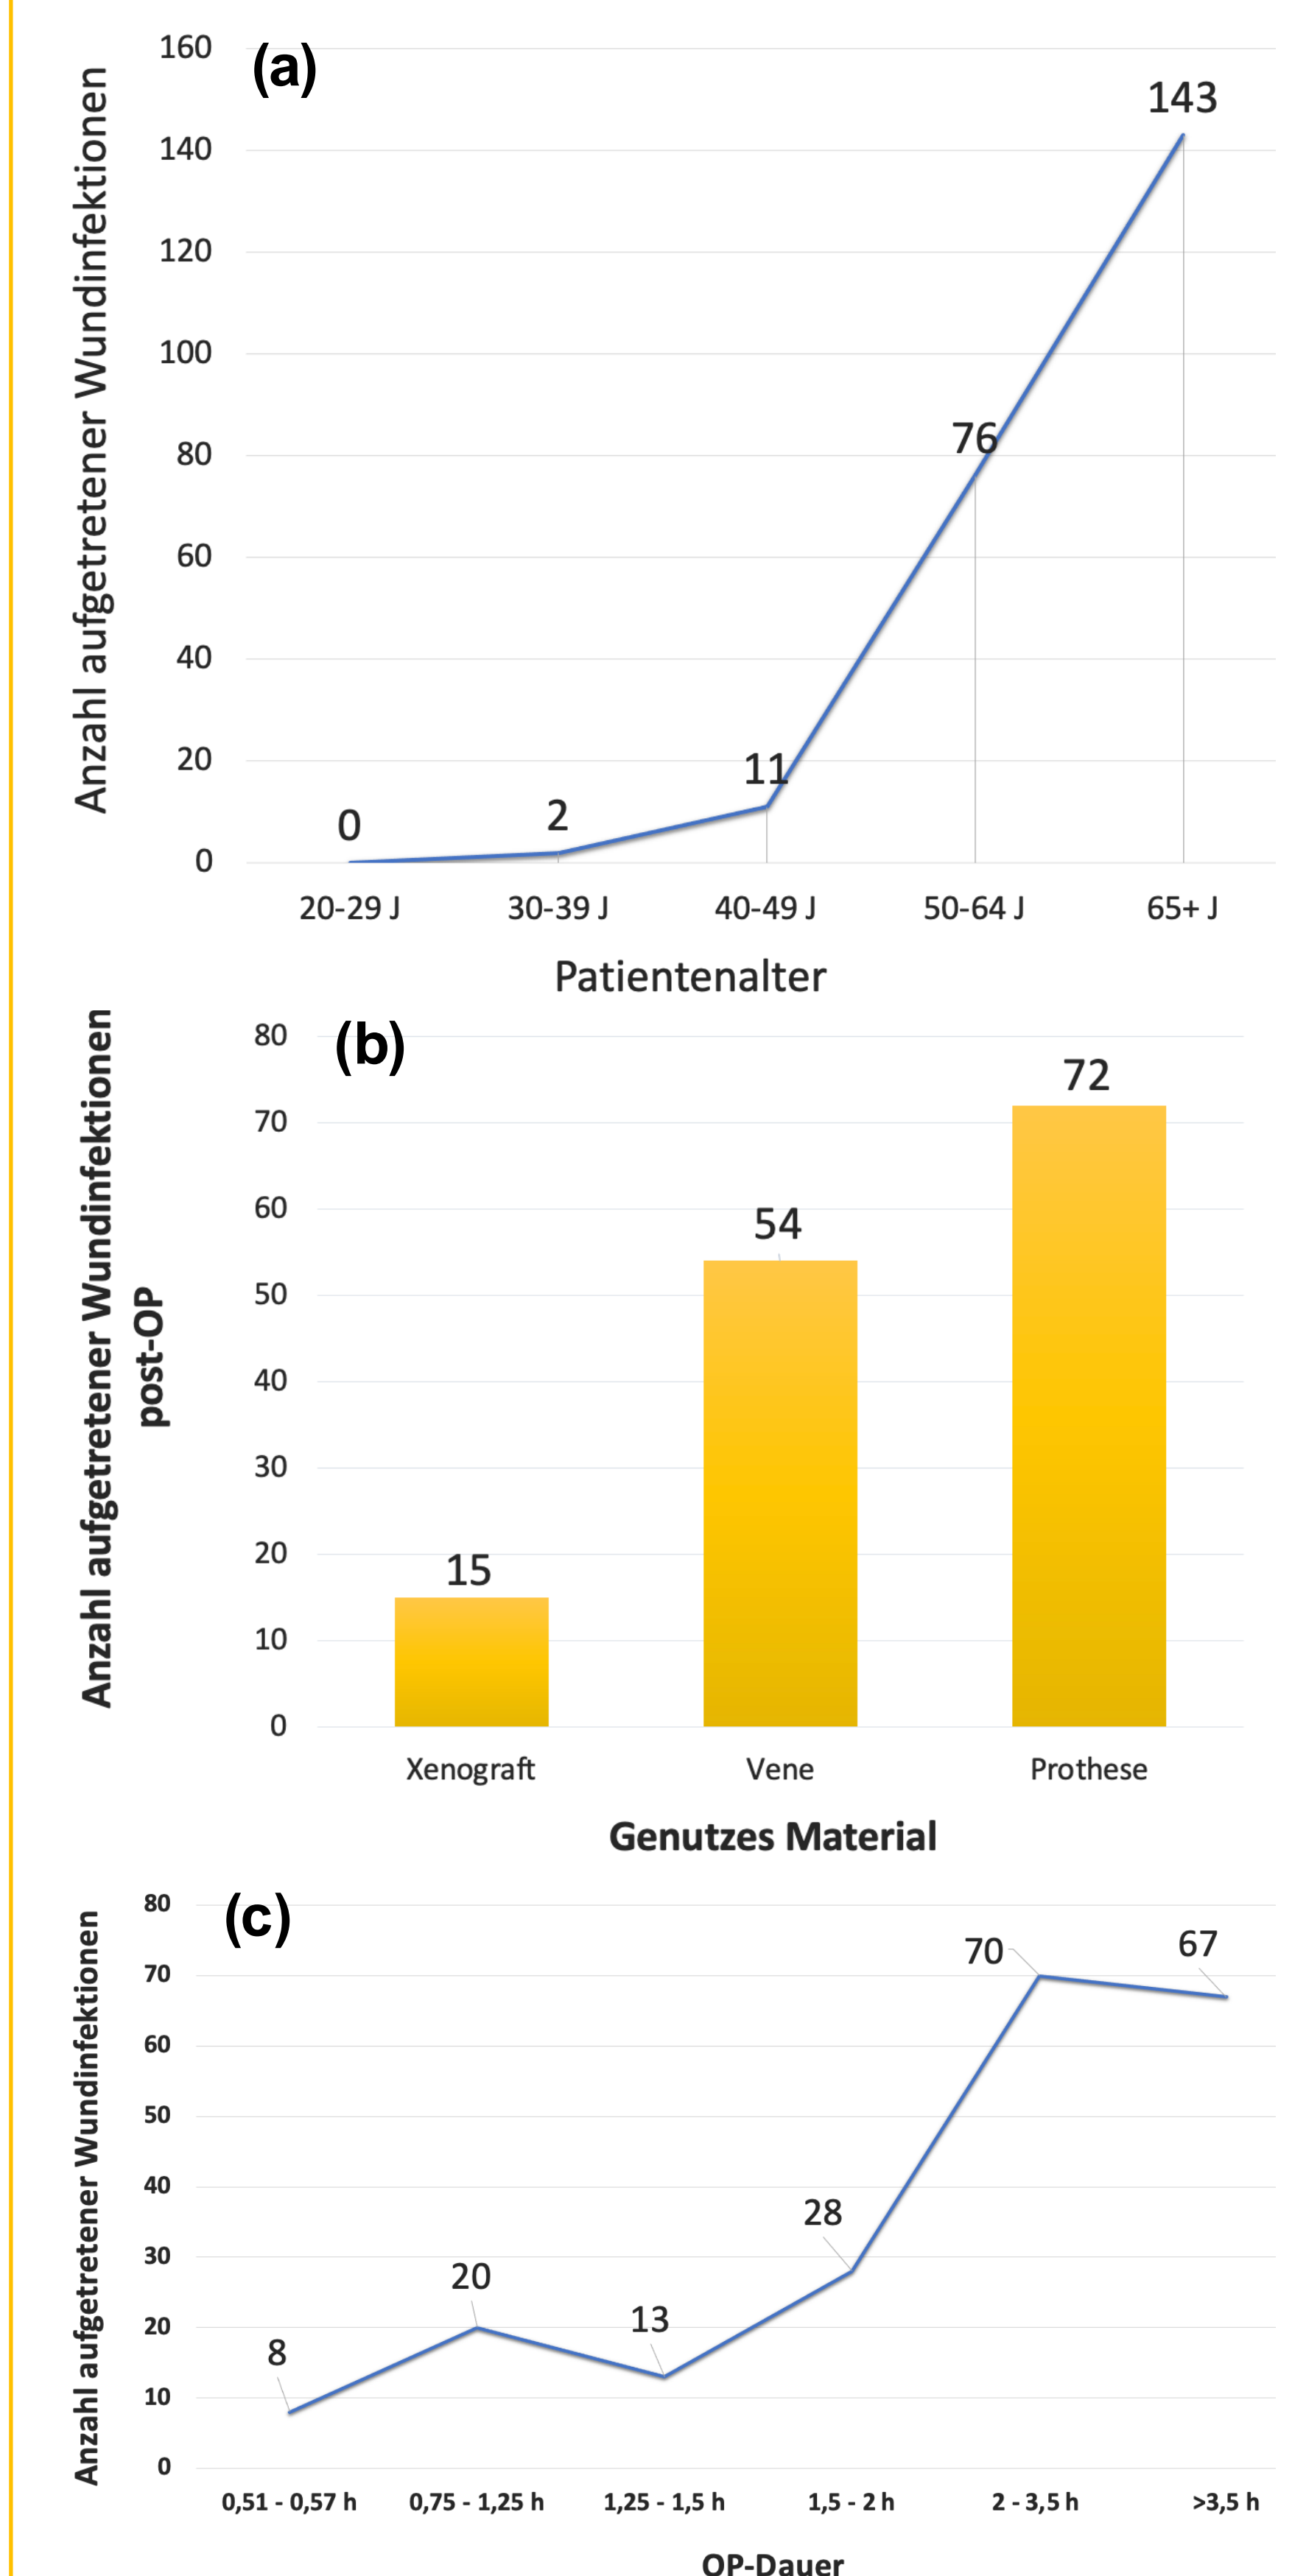 (a)
Anzahl aufgetretener Wundinfektionen
160
140
120
100
80
60
40
20
0
0
2
11
76
143
20-29 J
30-39 J
40-49 J
50-64 J
65+ J
Patientenalter
(b)
Anzahl aufgetretener Wundinfektionen
post-OP
80
70
60
50
40
30
20
10
0
15
54
72
Xenograft
Vene
Prothese
Genutzes Material
(c)
Anzahl aufgetretener Wundinfektionen
80
70
60
50
40
30
20
10
0
8
20
13
28
70
67
0,51 - 0,57 h
0,75 - 1,25 h
1,25 - 1,5 h
1,5 - 2 h
2 - 3,5 h
>3,5 h
OP-Dauer